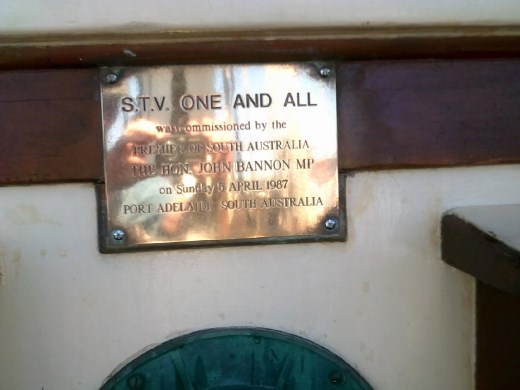 S.T.V. ONE AND ALL
was commissioned by the
PREMIER OF SOUTH AUSTRALIA
THE HON. JOHN BANNON MP
on Sunday 5 APRIL 1987
PORT ADELAIDE SOUTH AUSTRALIA